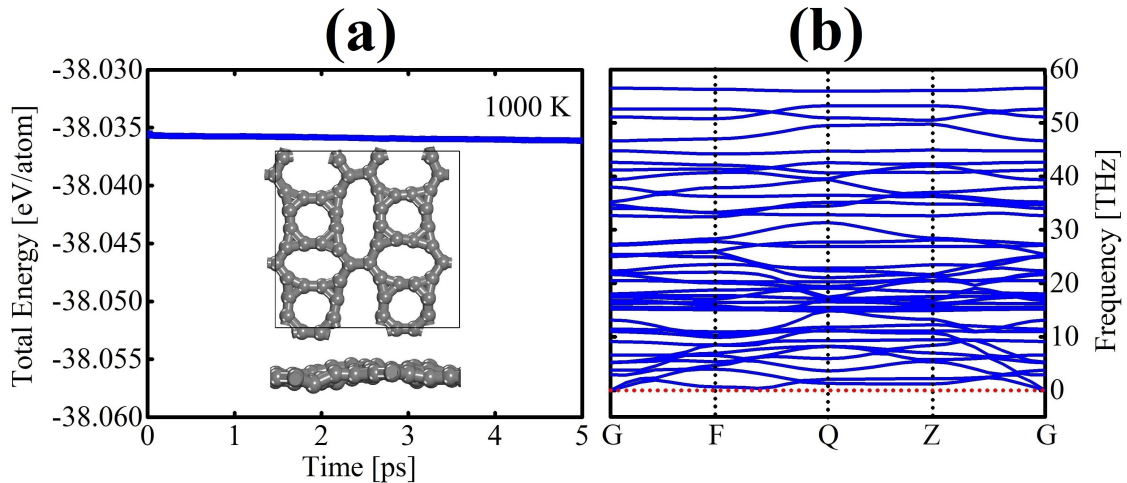 (a)
Total Energy [eV/atom]
-38.030
-38.035
-38.040
-38.045
-38.050
-38.055
-38.060
1000 K
0 1 2 3 4 5
Time [ps]
(b)
60
50
40
30
20
10
0
Frequency [THz]
G F Q Z G